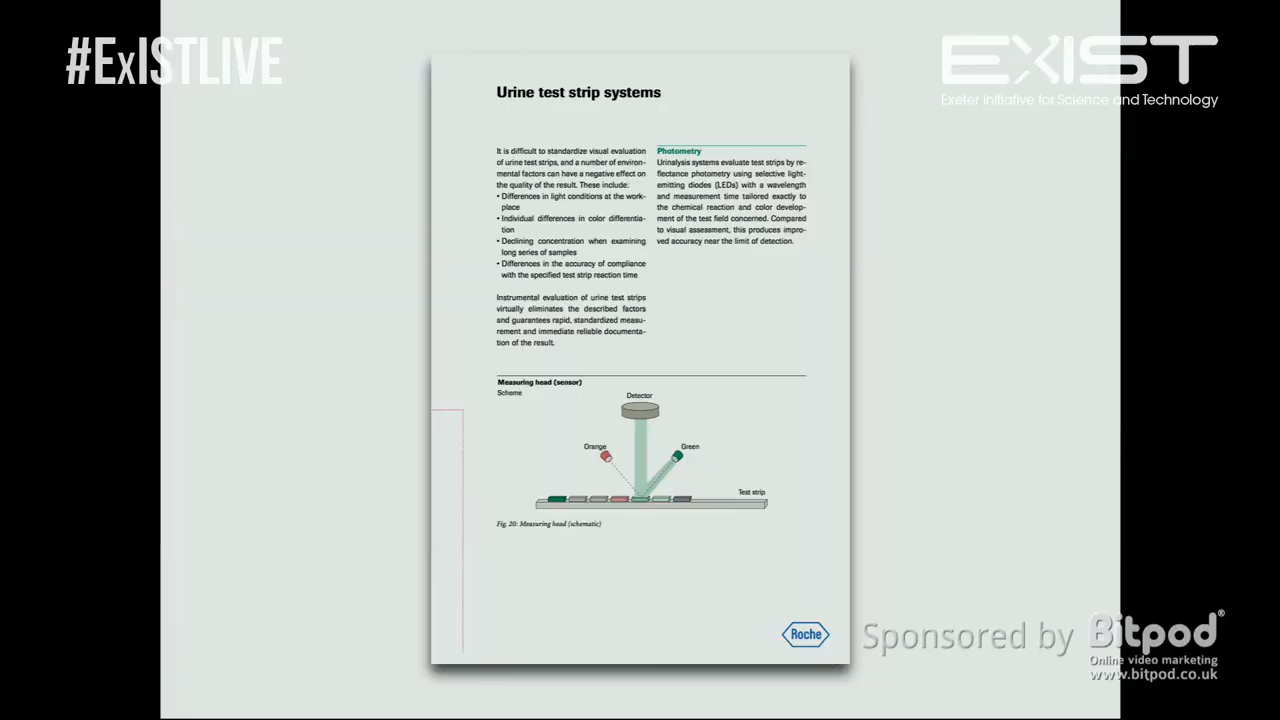 #ExISTLIVE
EXIST
Exeter Initiative for Science and Technology
Urine test strip systems
It is difficult to standardize visual evaluation
of urine test strips, and a number of environ-
mental factors can have a negative effect on
the quality of the result. These include:
• Differences in light conditions at the work-
place
• Individual differences in color differentia-
tion
• Declining concentration when examining
long series of samples
• Differences in the accuracy of compliance
with the specified test strip reaction time
Instrumental evaluation of urine test strips
virtually eliminates the described factors
and guarantees rapid, standardized measu-
rement and immediate reliable documenta-
tion of the result.
Photometry
Urinalysis systems evaluate test strips by re-
flectance photometry using selective light-
emitting diodes (LEDs) with a wavelength
and measurement time tailored exactly to
the chemical reaction and color develop-
ment of the test field concerned. Compared
to visual assessment, this produces impro-
ved accuracy near the limit of detection.
Measuring head (sensor)
Scheme
Detector
Orange
Green
Test strip
Fig. 20: Measuring head (schematic)
Roche
Sponsored by Bitpod®
Online video marketing
www.bitpod.co.uk